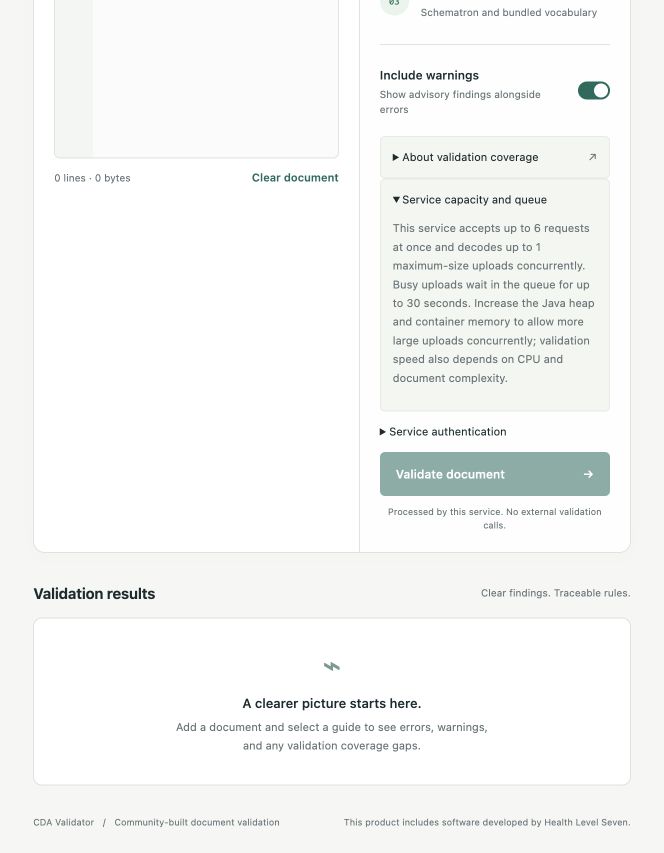 03
Schematron and bundled vocabulary
Include warnings
Show advisory findings alongside
errors
About validation coverage
0 lines · 0 bytes
Clear document
Service capacity and queue
This service accepts up to 6 requests
at once and decodes up to 1
maximum-size uploads concurrently.
Busy uploads wait in the queue for up
to 30 seconds. Increase the Java heap
and container memory to allow more
large uploads concurrently; validation
speed also depends on CPU and
document complexity.
Service authentication
Validate document
Processed by this service. No external validation
calls.
Validation results
Clear findings. Traceable rules.
A clearer picture starts here.
Add a document and select a guide to see errors, warnings,
and any validation coverage gaps.
CDA Validator / Community-built document validation
This product includes software developed by Health Level Seven.